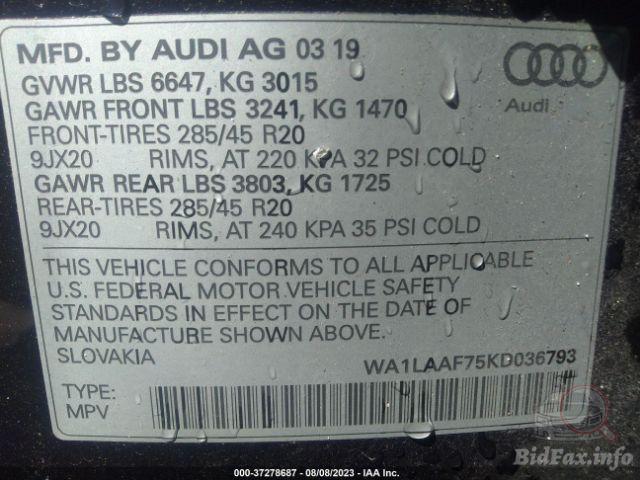 MFD. BY AUDI AG 03 19
GVWR LBS 6647, KG 3015
GAWR FRONT LBS 3241, KG 1470
Audi
FRONT-TIRES 285/45 R20
9JX20 RIMS, AT 220 KPA 32 PSI COLD
GAWR REAR LBS 3803, KG 1725
REAR-TIRES 285/45 R20
9JX20 RIMS, AT 240 KPA 35 PSI COLD
THIS VEHICLE CONFORMS TO ALL APPLICABLE
U.S. FEDERAL MOTOR VEHICLE SAFETY
STANDARDS IN EFFECT ON THE DATE OF
MANUFACTURE SHOWN ABOVE.
SLOVAKIA WA1LAAF75KD036793
TYPE:
MPV
BidFax.info
000-37278687 - 08/08/2023 - IAA Inc.